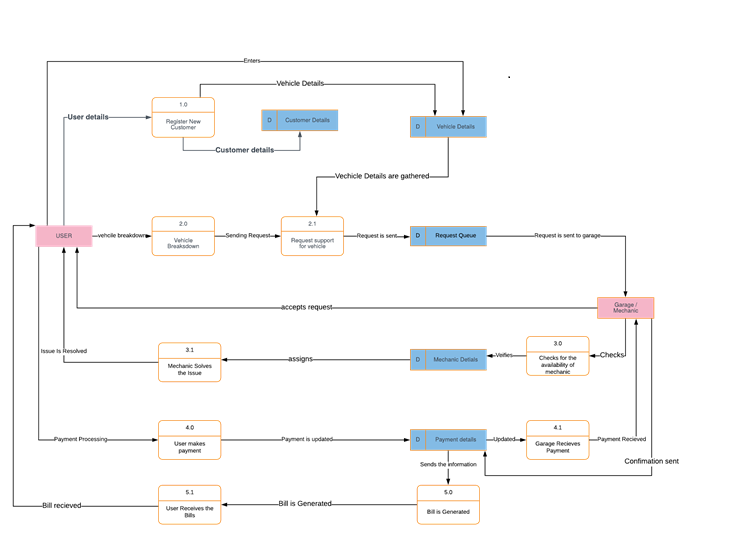 Enters
Vehicle Details
1.0
Register New
Customer
User details
D
Customer Details
D
Vehicle Details
Customer details
Vechicle Details are gathered
USER
vehcile breakdown
2.0
Vehicle
Breaksdown
Sending Request
2.1
Request support
for vehicle
Request is sent
D
Request Queue
Request is sent to garage
Garage /
Mechanic
accepts request
Issue Is Resolved
3.1
Mechanic Solves
the Issue
assigns
D
Mechanic Detials
Veifies
3.0
Checks for the
availability of
mechanic
Checks
Payment Processing
4.0
User makes
payment
Payment is updated
D
Payment details
Updated
4.1
Garage Recieves
Payment
Payment Recieved
Confimation sent
Sends the information
5.0
Bill is Generated
Bill is Generated
5.1
User Receives the
Bills
Bill recieved